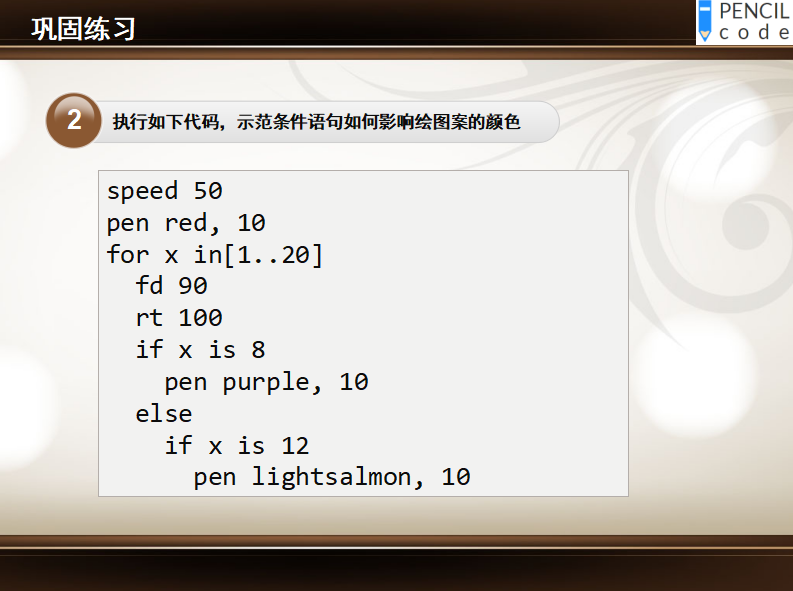 巩固练习
PENCIL
code
2
执行如下代码，示范条件语句如何影响绘图案的颜色
speed 50
pen red, 10
for x in[1..20]
  fd 90
  rt 100
  if x is 8
    pen purple, 10
  else
    if x is 12
      pen lightsalmon, 10